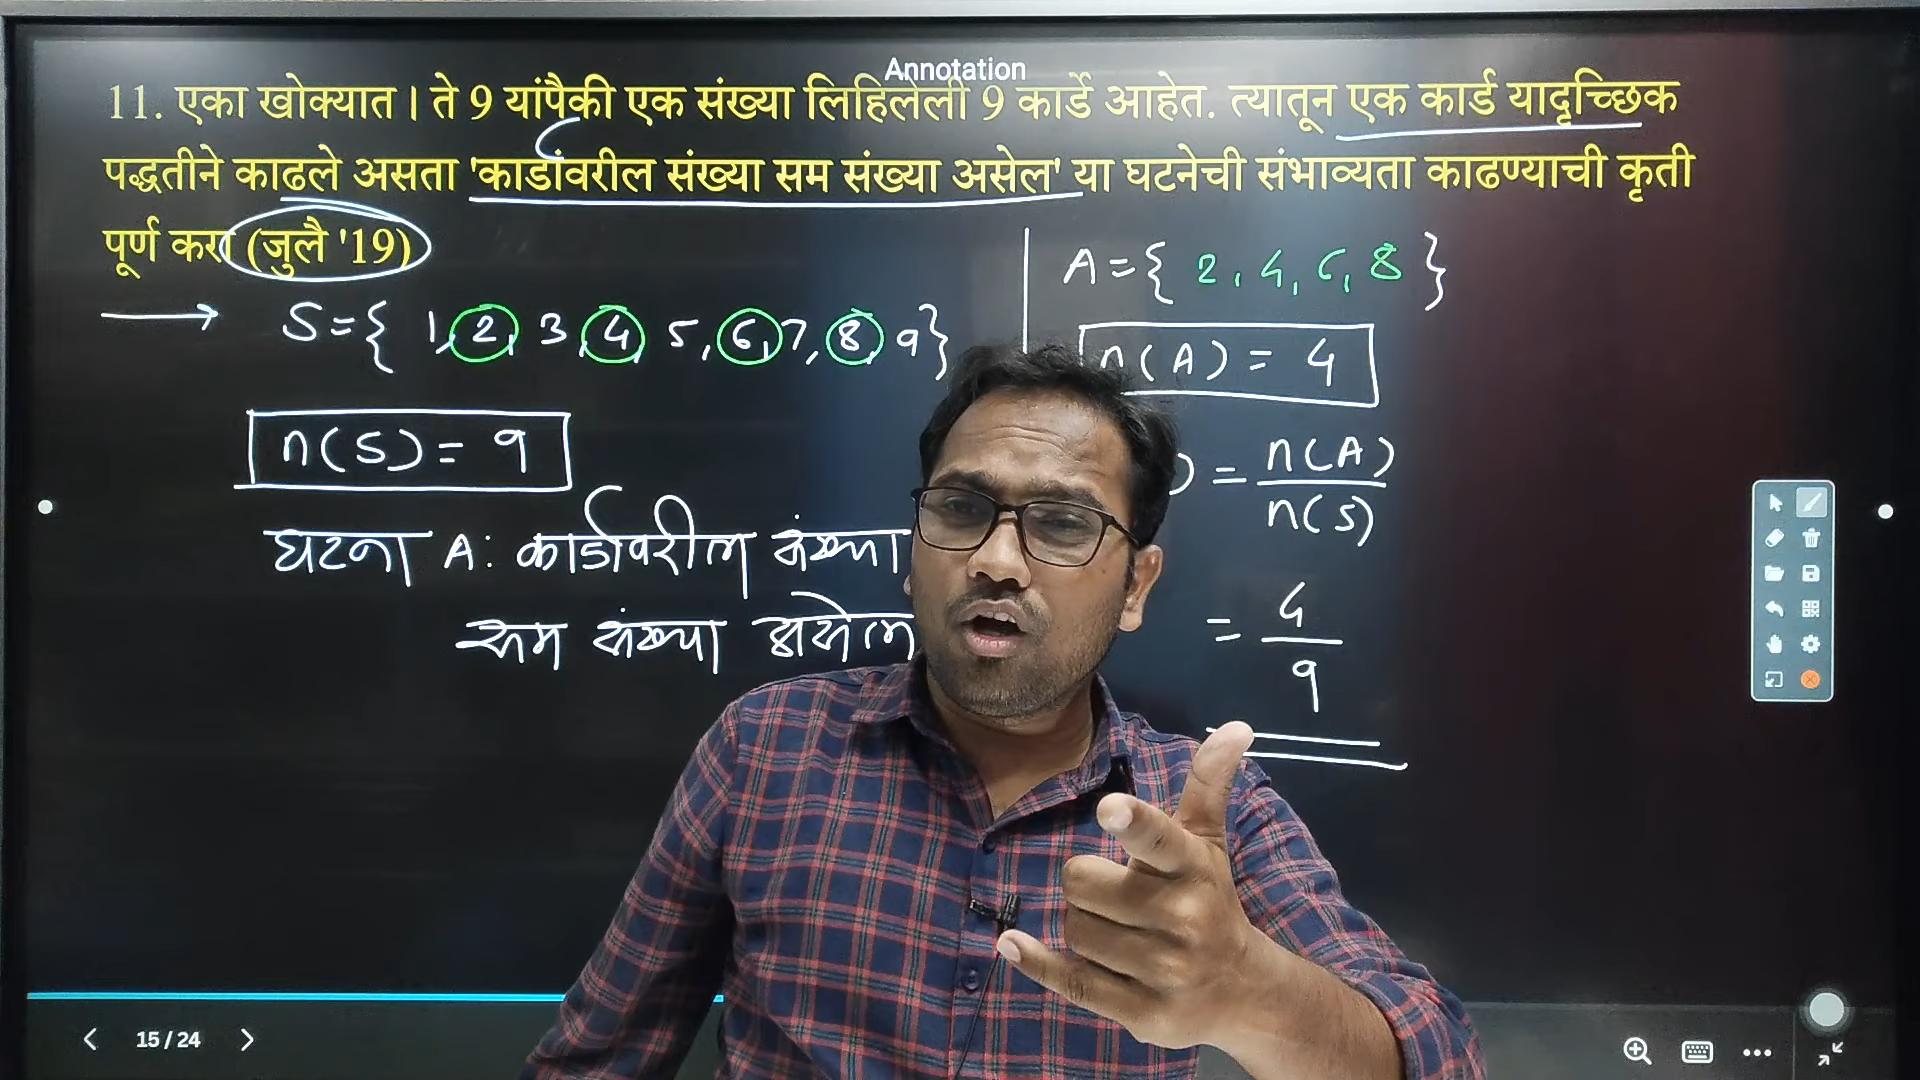 Annotation
11. एका खोक्यात । ते 9 यांपैकी एक संख्या लिहिलेली 9 कार्डे आहेत. त्यातून एक कार्ड यादृच्छिक
पद्धतीने काढले असता 'कार्डांवरील संख्या सम संख्या असेल' या घटनेची संभाव्यता काढण्याची कृती
पूर्ण करा (जुलै '19)
S={ 1, 2, 3, 4, 5, 6, 7, 8, 9}
n(S) = 9
घटना A: कार्डावरील संख्या
सम संख्या असेल
A={ 2, 4, 6, 8 }
n(A) = 4
) = n(A)
n(S)
= 4
9
15 / 24